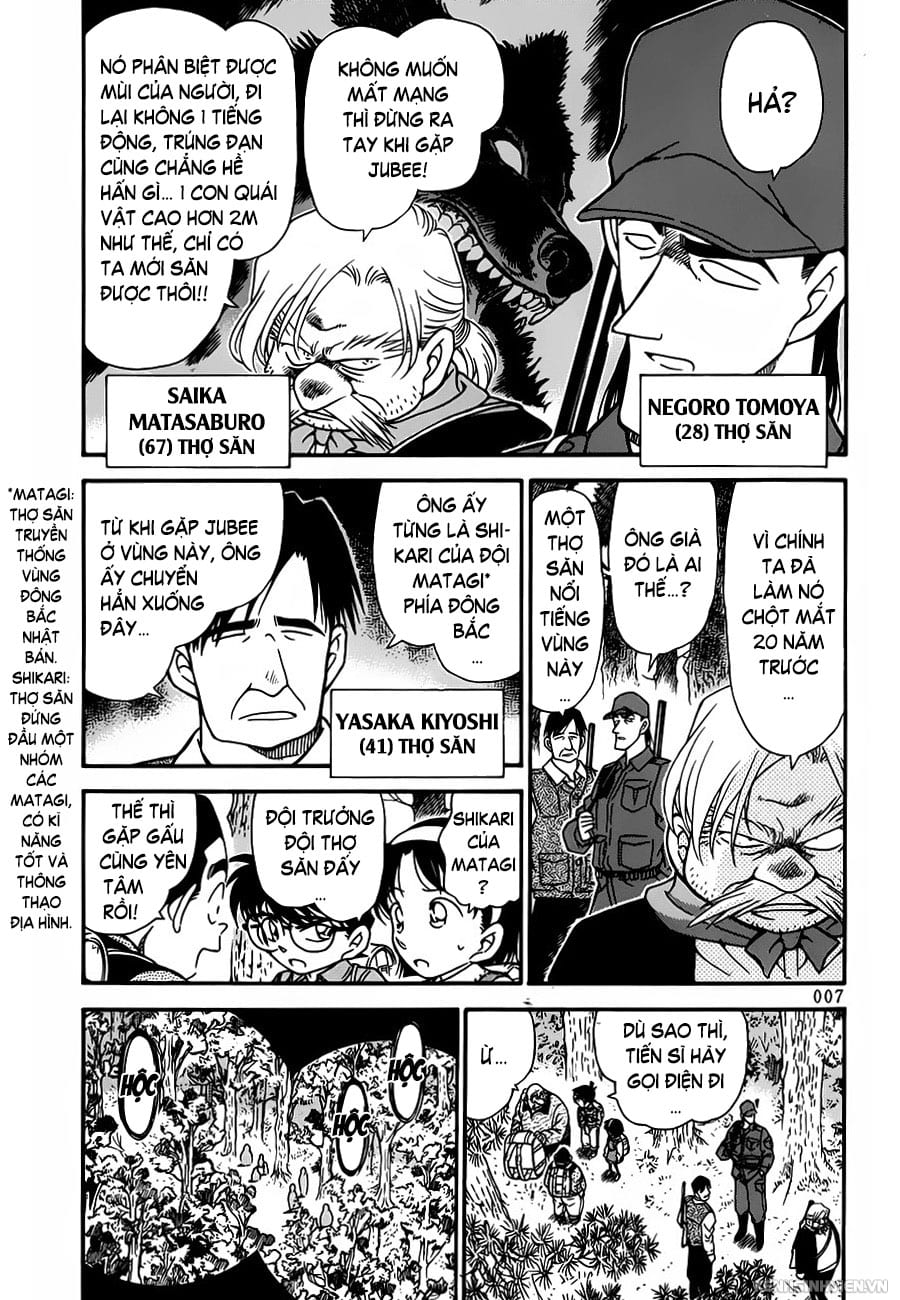 HẢ?
KHÔNG MUỐN
MẤT MẠNG
THÌ ĐỪNG RA
TAY KHI GẶP
JUBEE!
NÓ PHÂN BIỆT ĐƯỢC
MÙI CỦA NGƯỜI, ĐI
LẠI KHÔNG 1 TIẾNG
ĐỘNG, TRÚNG ĐẠN
CŨNG CHẲNG HỀ
HẤN GÌ... 1 CON QUÁI
VẬT CAO HƠN 2M
NHƯ THẾ, CHỈ CÓ
TA MỚI SĂN
ĐƯỢC THÔI!!
SAIKA
MATASABURO
(67) THỢ SĂN
NEGORO TOMOYA
(28) THỢ SĂN
VÌ CHÍNH
TA ĐÃ
LÀM NÓ
CHỘT MẮT
20 NĂM
TRƯỚC
...
ÔNG GIÀ
ĐÓ LÀ AI
THẾ...?
MỘT
THỢ
SĂN
NỔI
TIẾNG
VÙNG
NÀY
...
ÔNG ẤY
TỪNG LÀ SHI-
KARI CỦA ĐỘI
MATAGI*
PHÍA ĐÔNG
BẮC
...
TỪ KHI GẶP JUBEE
Ở VÙNG NÀY, ÔNG
ẤY CHUYỂN
HẲN XUỐNG
ĐÂY...
YASAKA KIYOSHI
(41) THỢ SĂN
*MATAGI:
THỢ SĂN
TRUYỀN
THỐNG
VÙNG
ĐÔNG
BẮC
NHẬT
BẢN.
SHIKARI:
THỢ SĂN
ĐỨNG
ĐẦU MỘT
NHÓM
CÁC
MATAGI,
CÓ KĨ
NĂNG
TỐT VÀ
THÔNG
THẠO
ĐỊA HÌNH.
SHIKARI
CỦA
MATAGI
?
ĐỘI TRƯỞNG
ĐỘI THỢ
SĂN ĐẤY
THẾ THÌ
GẶP GẤU
CŨNG YÊN
TÂM
RỒI!
007
DÙ SAO THÌ,
TIẾN SĨ HÃY
GỌI ĐIỆN ĐI
...
Ừ...
HỘC
HỘC
HỘC